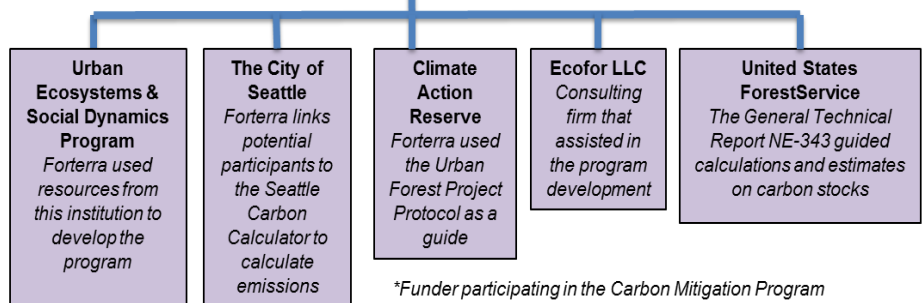 Urban
Ecosystems &
Social Dynamics
Program
Forterra used
resources from
this institution to
develop the
program
The City of
Seattle
Forterra links
potential
participants to
the Seattle
Carbon
Calculator to
calculate
emissions
Climate
Action
Reserve
Forterra used
the Urban
Forest Project
Protocol as a
guide
Ecofor LLC
Consulting
firm that
assisted in
the program
development
United States
ForestService
The General Technical
Report NE-343 guided
calculations and estimates
on carbon stocks
*Funder participating in the Carbon Mitigation Program